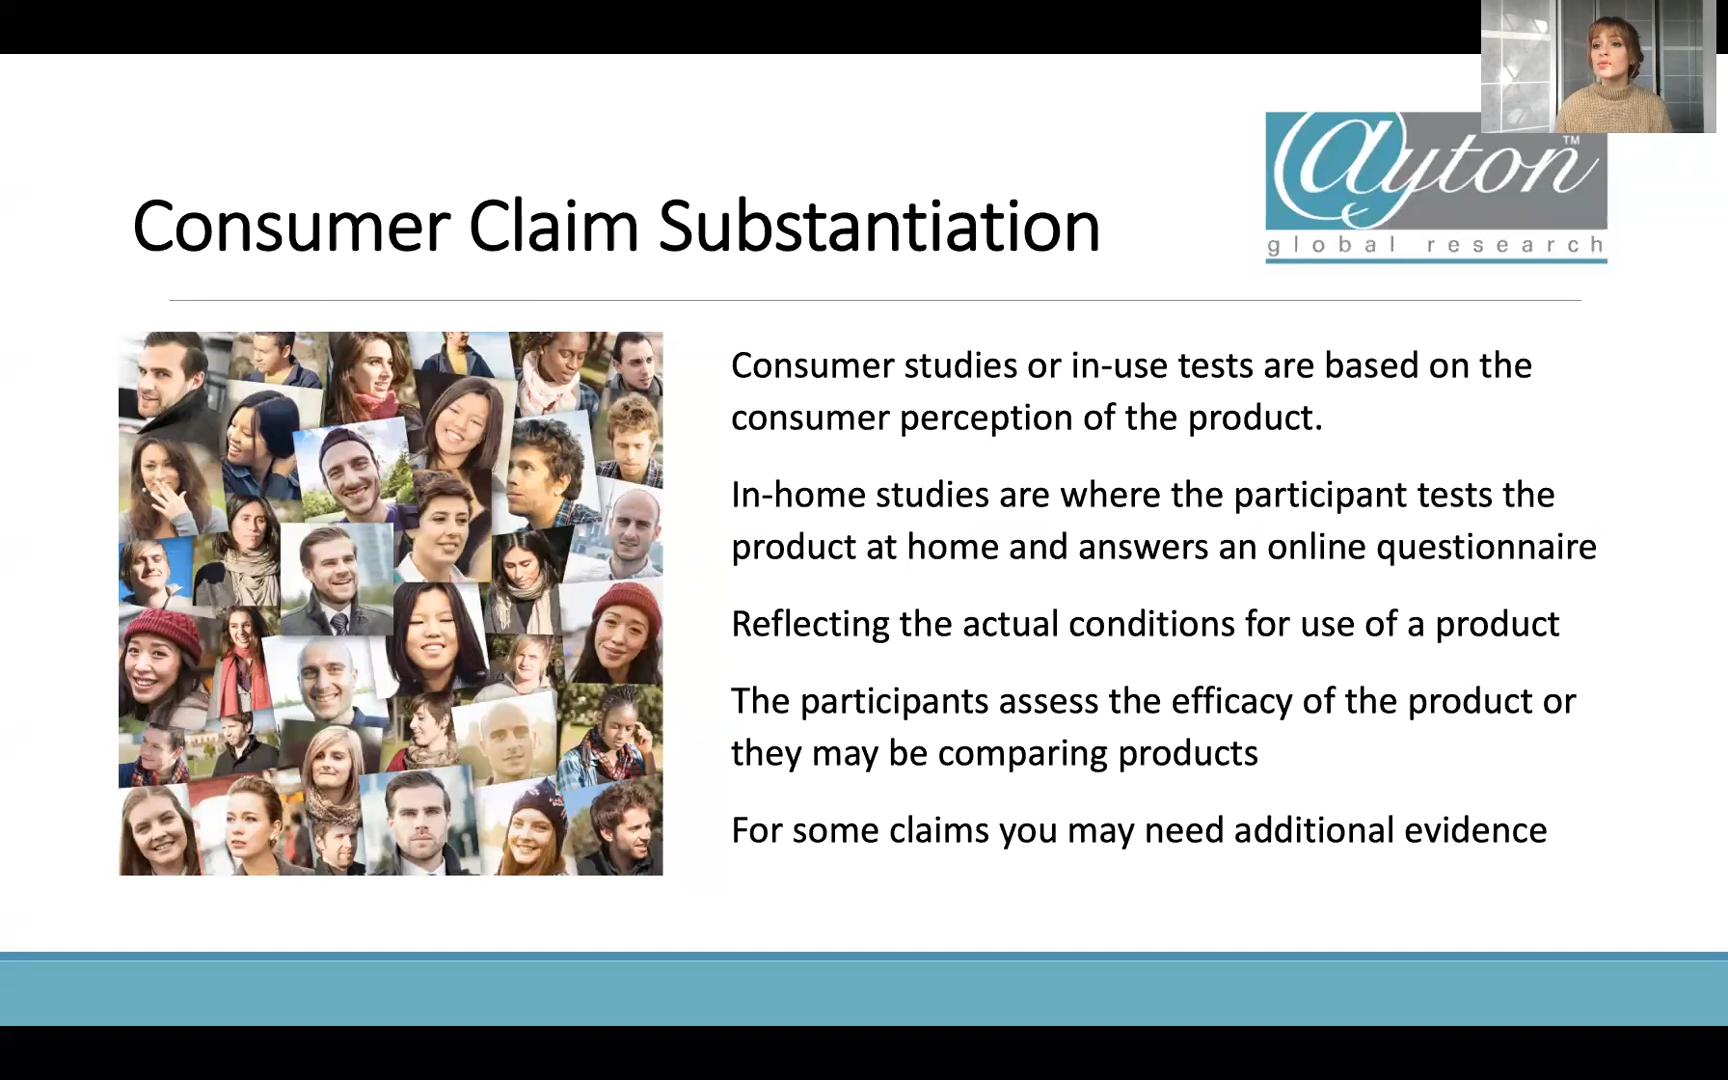 ayton™
global research
Consumer Claim Substantiation
Consumer studies or in-use tests are based on the
consumer perception of the product.
In-home studies are where the participant tests the
product at home and answers an online questionnaire
Reflecting the actual conditions for use of a product
The participants assess the efficacy of the product or
they may be comparing products
For some claims you may need additional evidence